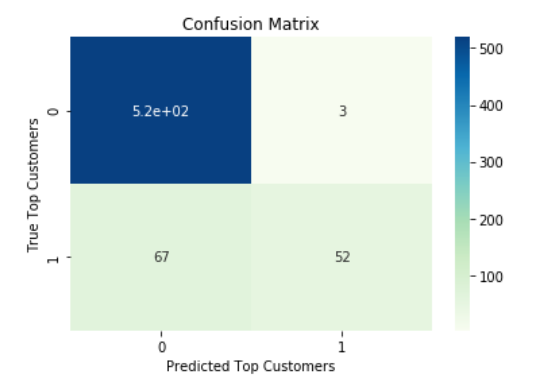 Confusion Matrix
500
5.2e+02 3
0
400
True Top Customers
300
200
67 52
1
100
0 1
Predicted Top Customers